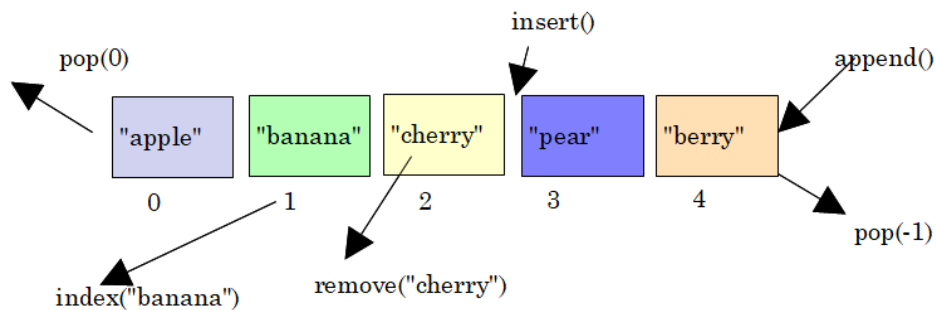 insert()
pop(0)
append()
"apple" "banana" "cherry" "pear" "berry"
0 1 2 3 4
pop(-1)
index("banana")
remove("cherry")